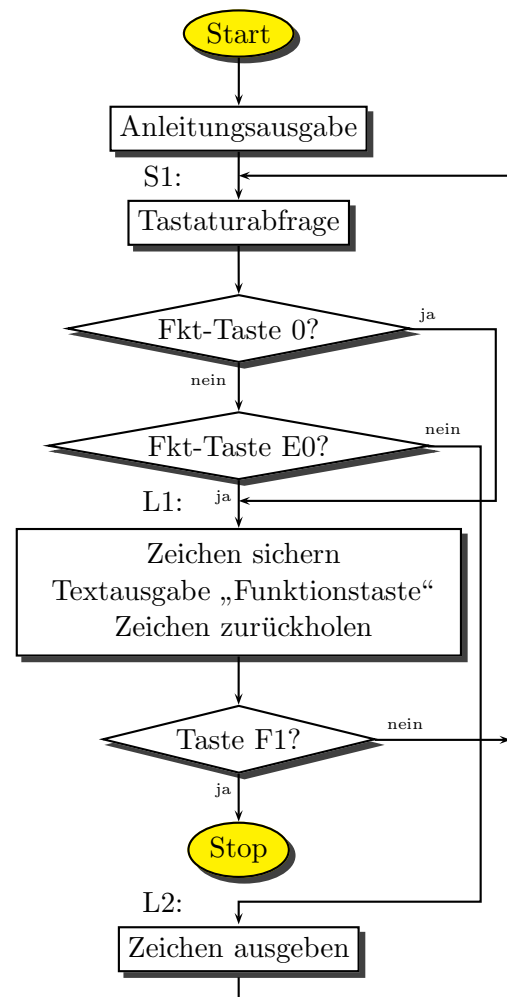 Start
Anleitungsausgabe
S1:
Tastaturabfrage
Fkt-Taste 0?
ja
nein
Fkt-Taste E0?
nein
L1:
ja
Zeichen sichern
Textausgabe „Funktionstaste“
Zeichen zurückholen
Taste F1?
nein
ja
Stop
L2:
Zeichen ausgeben